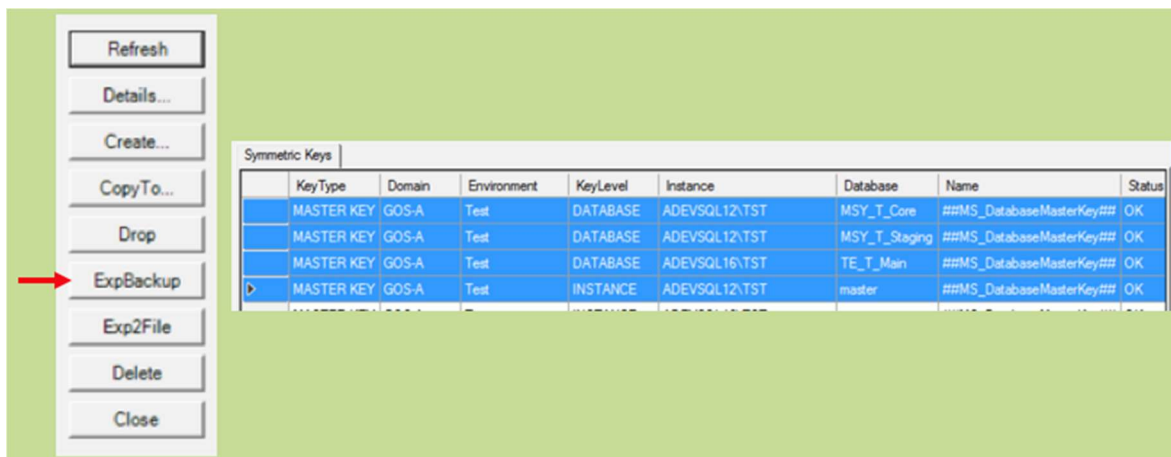 Refresh
Details...
Create...
CopyTo...
Drop
ExpBackup
Exp2File
Delete
Close
Symmetric Keys
KeyType Domain Environment KeyLevel Instance Database Name Status
MASTER KEY GOS-A Test DATABASE ADEVSQL12\TST MSY_T_Core ##MS_DatabaseMasterKey## OK
MASTER KEY GOS-A Test DATABASE ADEVSQL12\TST MSY_T_Staging ##MS_DatabaseMasterKey## OK
MASTER KEY GOS-A Test DATABASE ADEVSQL16\TST TE_T_Main ##MS_DatabaseMasterKey## OK
MASTER KEY GOS-A Test INSTANCE ADEVSQL12\TST master ##MS_DatabaseMasterKey## OK